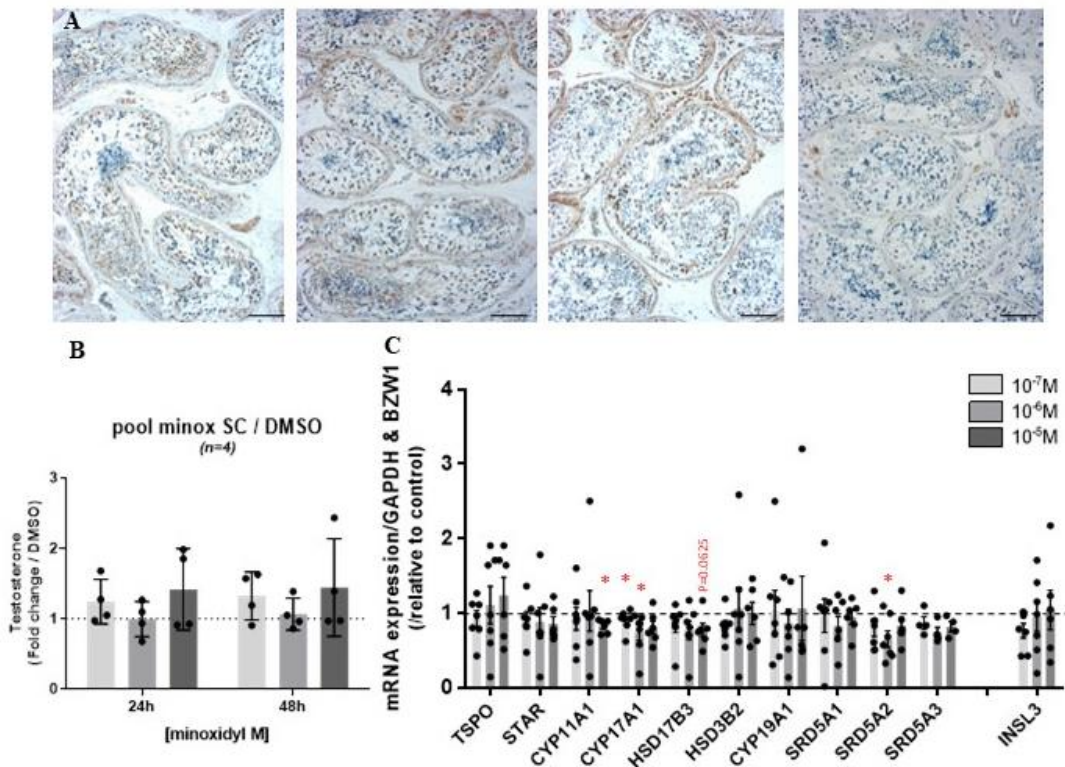 A
B
pool minox SC / DMSO
(n=4)
Testosterone
(Fold change / DMSO)
3
2
1
0
24h
48h
[minoxidyl M]
C
mRNA expression/GAPDH & BZW1
(/relative to control)
4
3
2
1
0
10⁻⁷M
10⁻⁶M
10⁻⁵M
*
*
*
P=0.0625
*
TSPO
STAR
CYP11A1
CYP17A1
HSD17B3
HSD3B2
CYP19A1
SRD5A1
SRD5A2
SRD5A3
INSL3